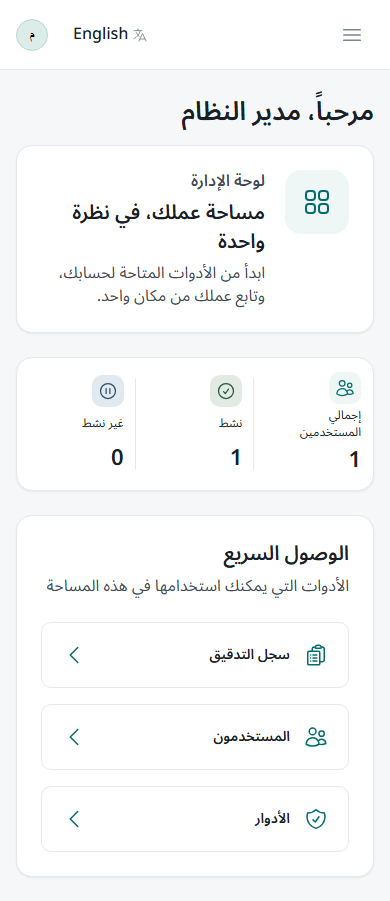 م
English
مرحباً، مدير النظام
لوحة الإدارة
مساحة عملك، في نظرة
واحدة
ابدأ من الأدوات المتاحة لحسابك،
وتابع عملك من مكان واحد.
إجمالي
المستخدمين
1
نشط
1
غير نشط
0
الوصول السريع
الأدوات التي يمكنك استخدامها في هذه المساحة
سجل التدقيق
المستخدمون
الأدوار